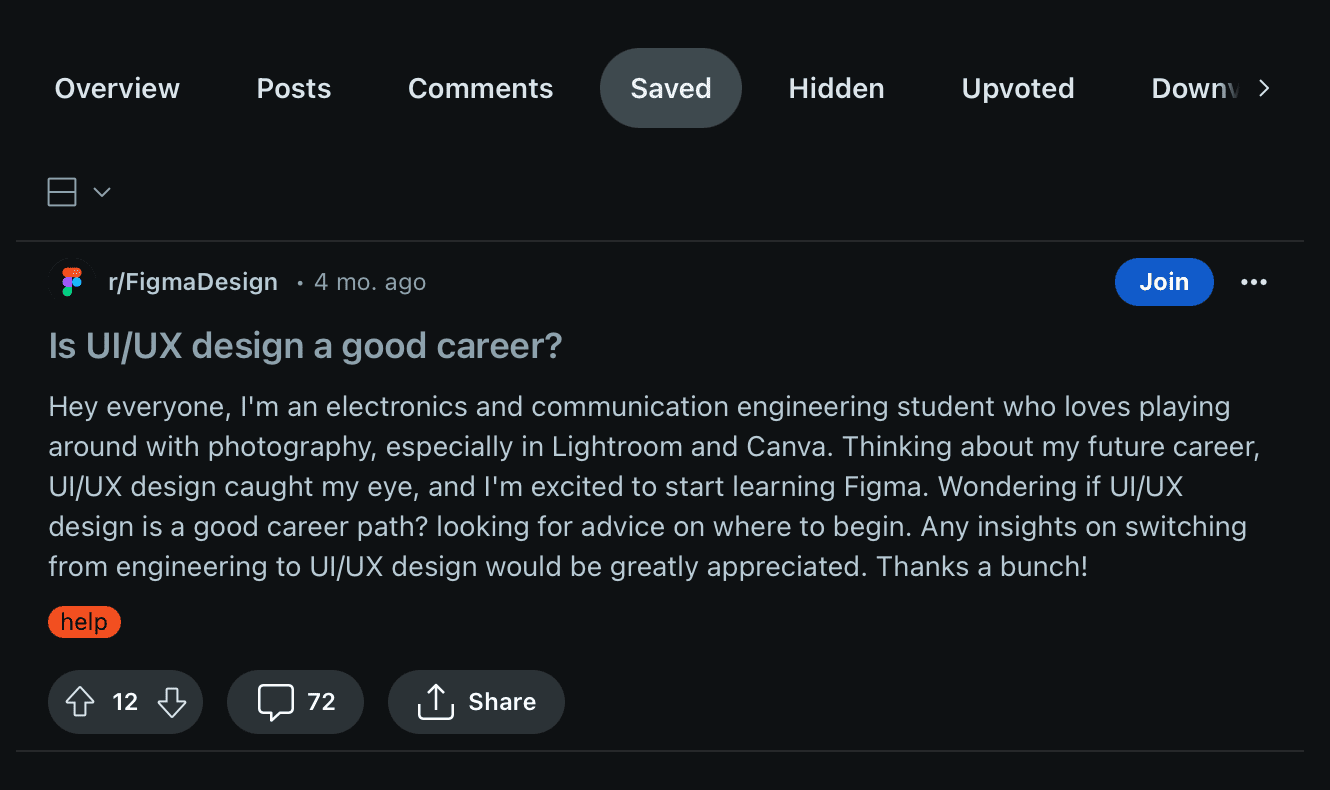 Overview Posts Comments Saved Hidden Upvoted
r/FigmaDesign • 4 mo. ago Join
Is UI/UX design a good career?
Hey everyone, I'm an electronics and communication engineering student who loves playing
around with photography, especially in Lightroom and Canva. Thinking about my future career,
UI/UX design caught my eye, and I'm excited to start learning Figma. Wondering if UI/UX
design is a good career path? looking for advice on where to begin. Any insights on switching
from engineering to UI/UX design would be greatly appreciated. Thanks a bunch!
help
12 72 Share